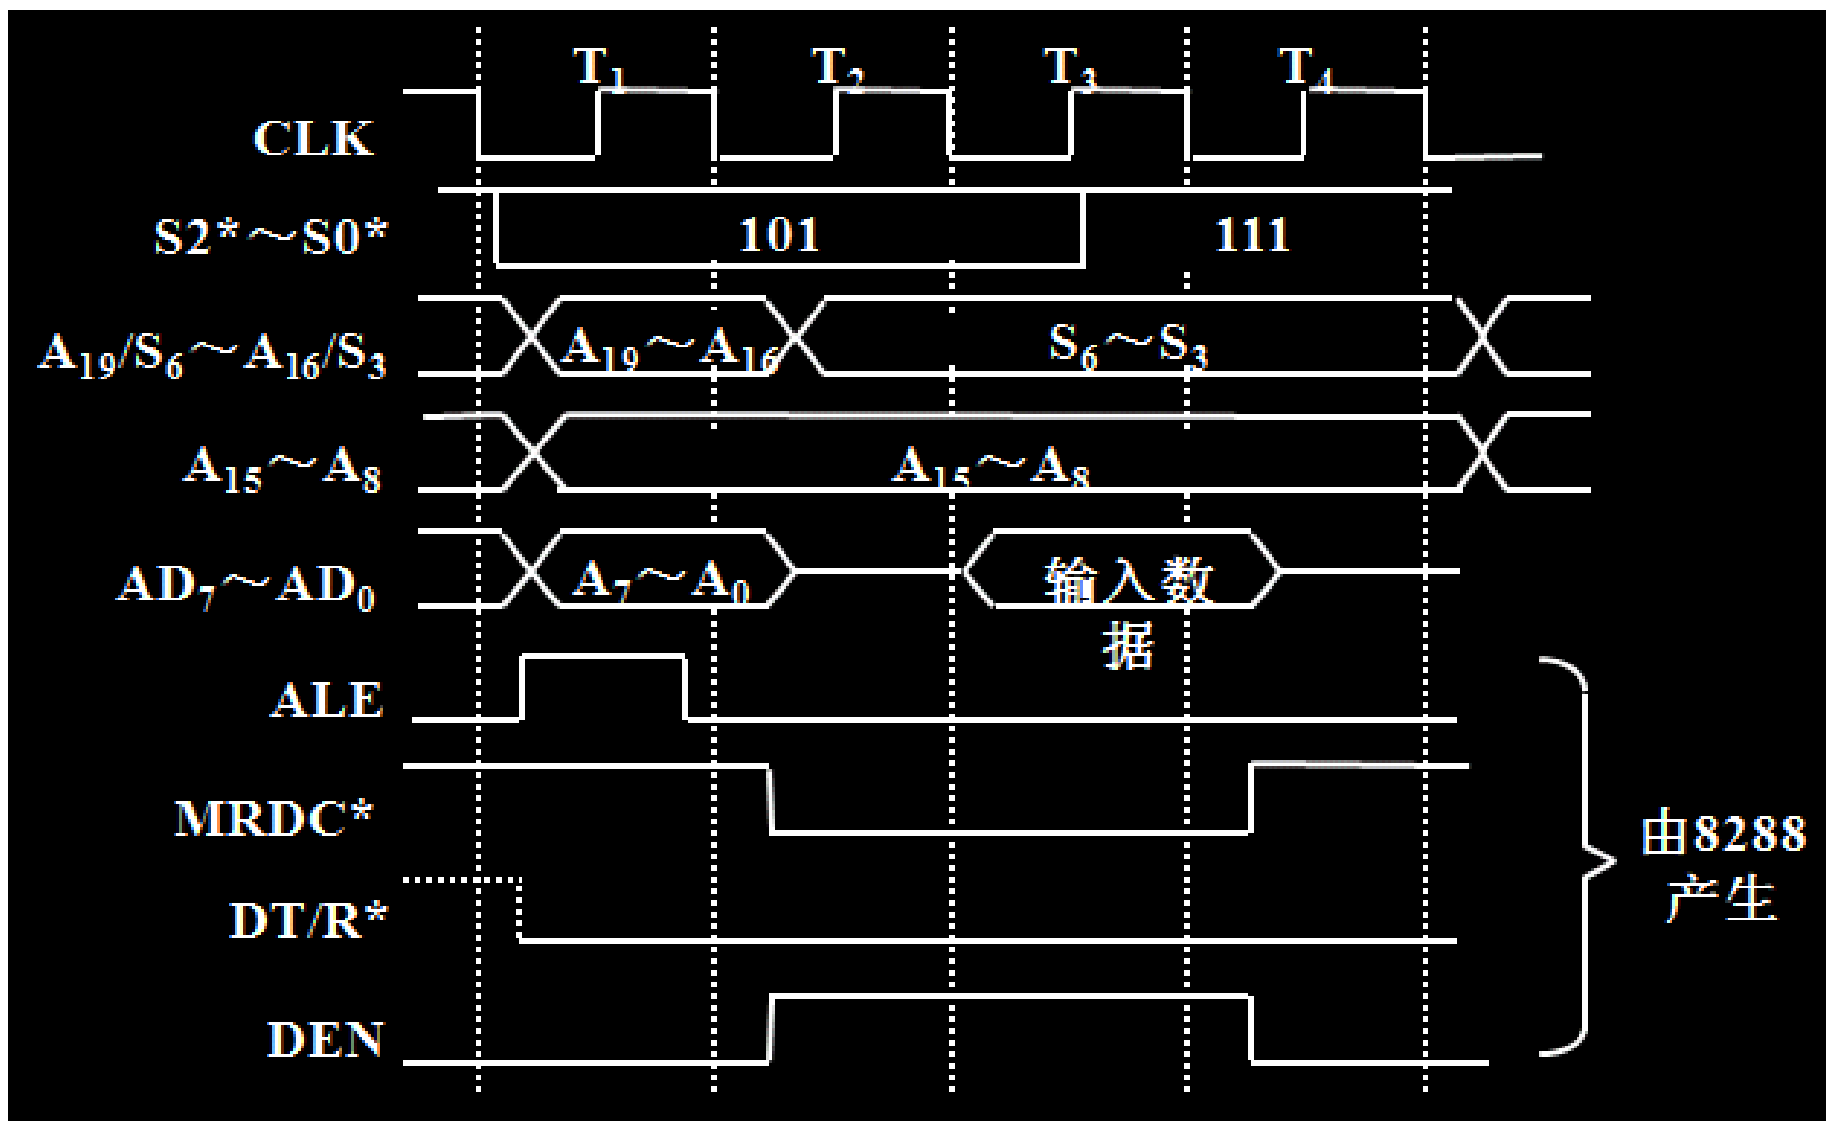 T₁ T₂ T₃ T₄
CLK
S2*～S0* 101 111
A₁₉/S₆～A₁₆/S₃ A₁₉～A₁₆ S₆～S₃
A₁₅～A₈ A₁₅～A₈
AD₇～AD₀ A₇～A₀ 输入数
据
ALE
MRDC*
由8288
产生
DT/R*
DEN